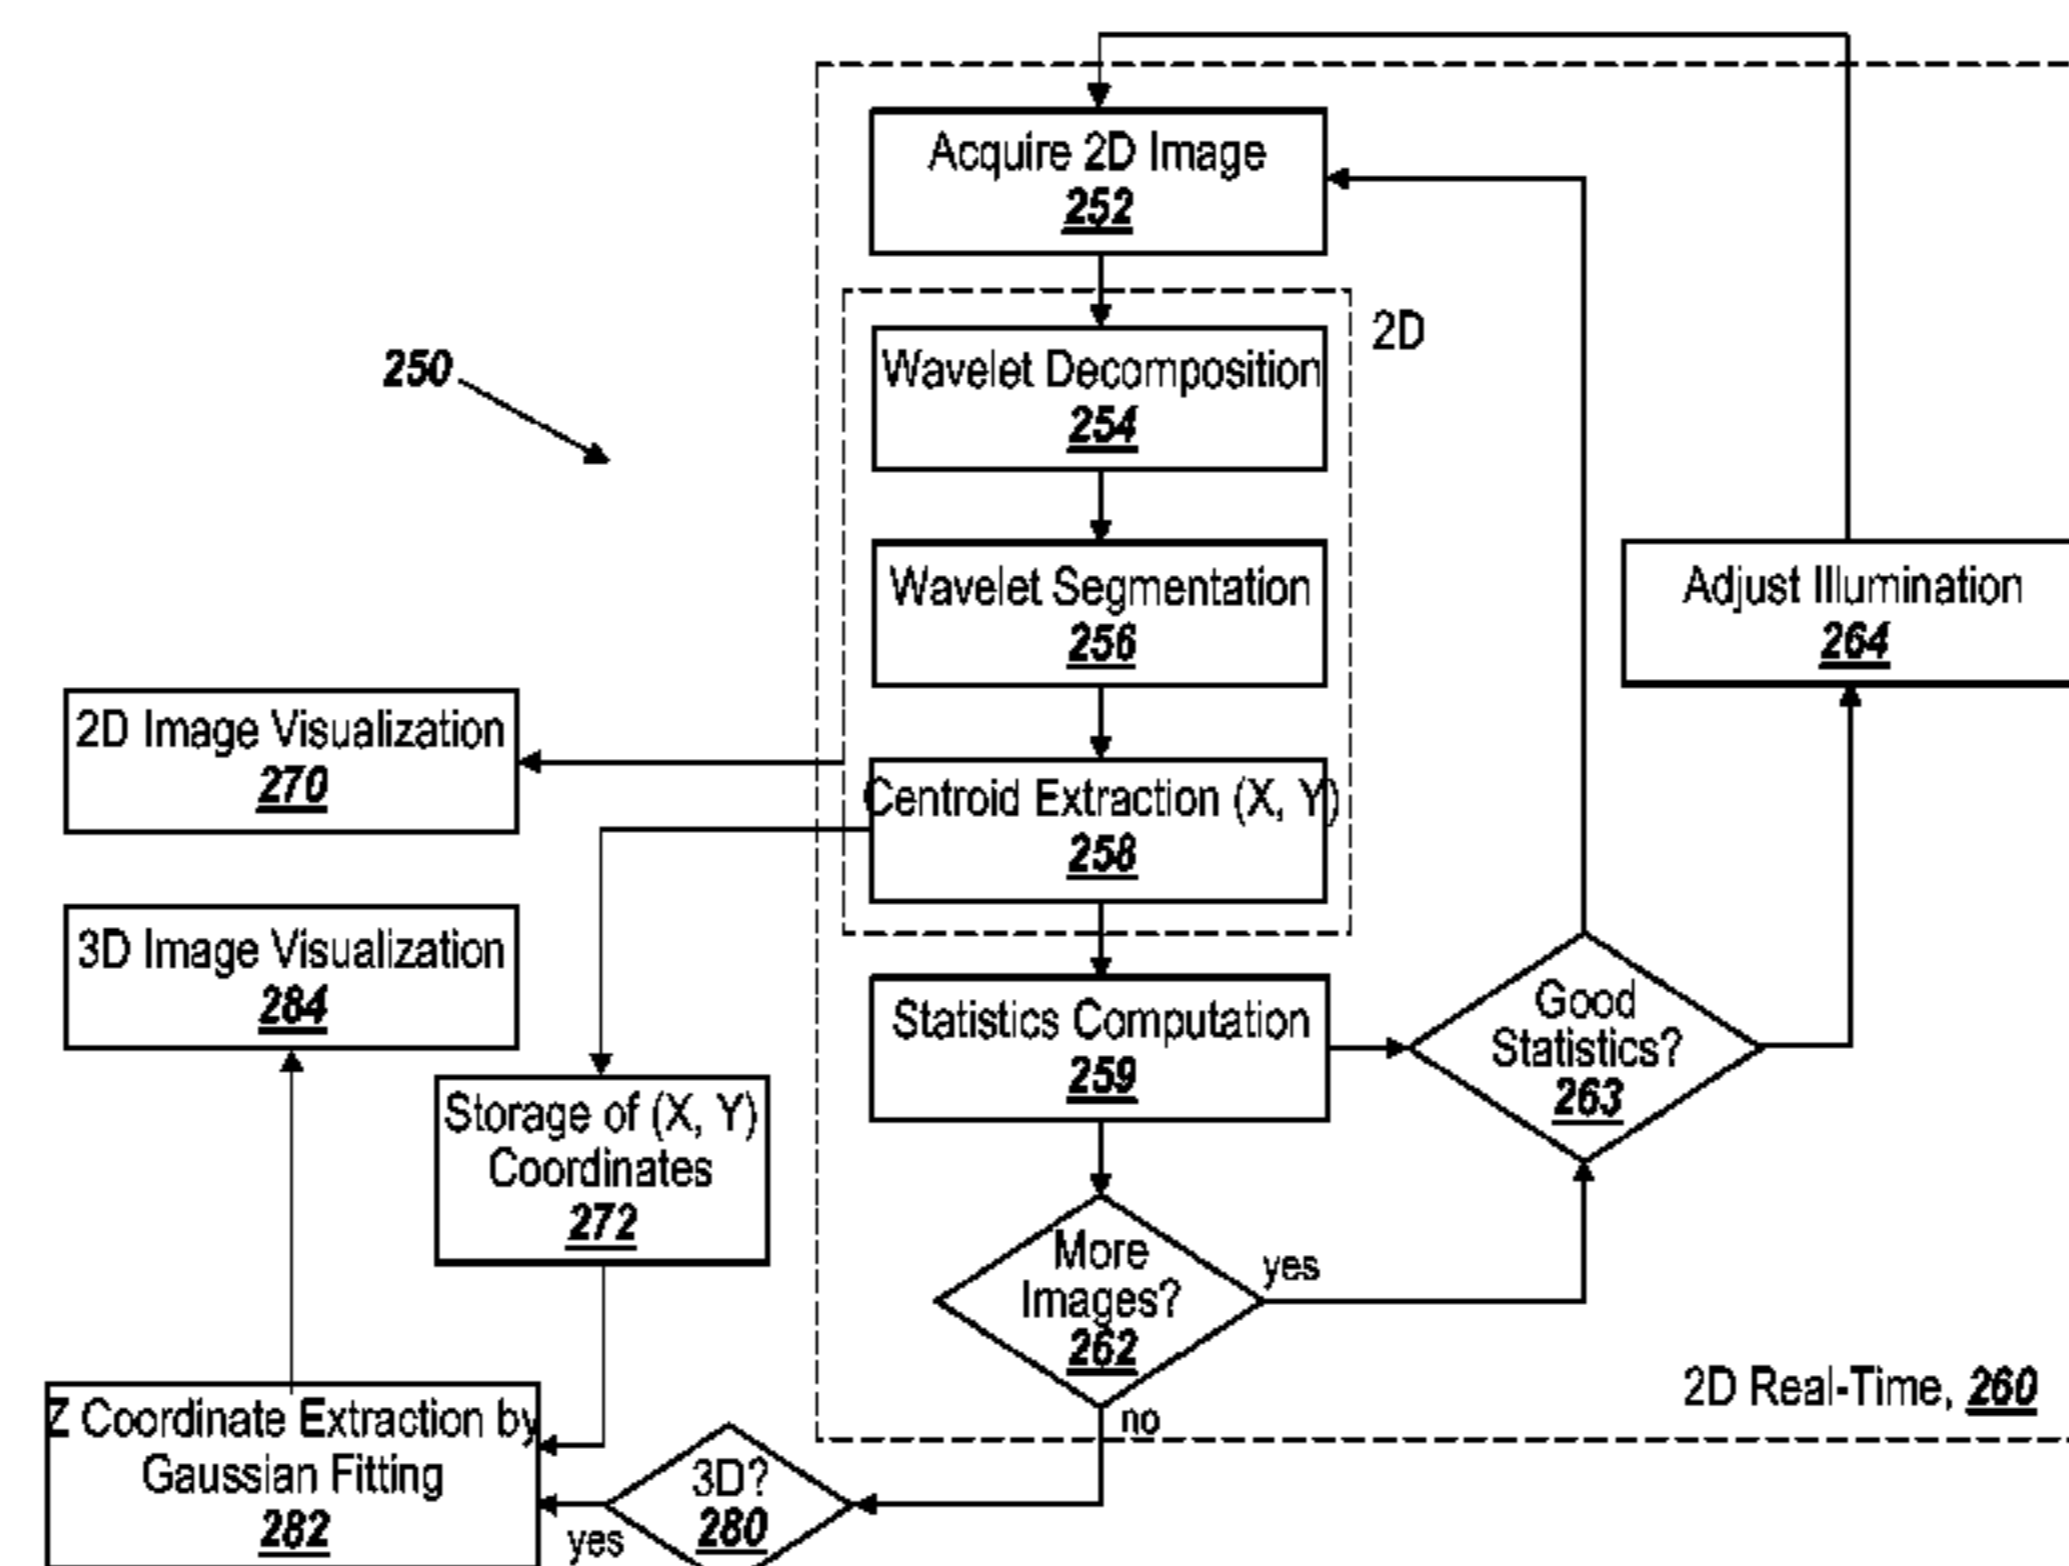 Acquire 2D Image
252
2D
250
Wavelet Decomposition
254
Wavelet Segmentation
256
Adjust Illumination
264
2D Image Visualization
270
Centroid Extraction (X, Y)
258
3D Image Visualization
284
Statistics Computation
259
Good
Statistics?
263
Storage of (X, Y)
Coordinates
272
More
Images?
262
yes
no
2D Real-Time, 260
Z Coordinate Extraction by
Gaussian Fitting
282
3D?
280
yes